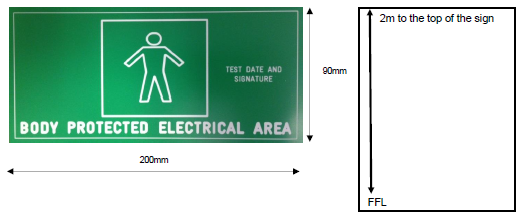 TEST DATE AND
SIGNATURE
BODY PROTECTED ELECTRICAL AREA
90mm
200mm
2m to the top of the sign
FFL